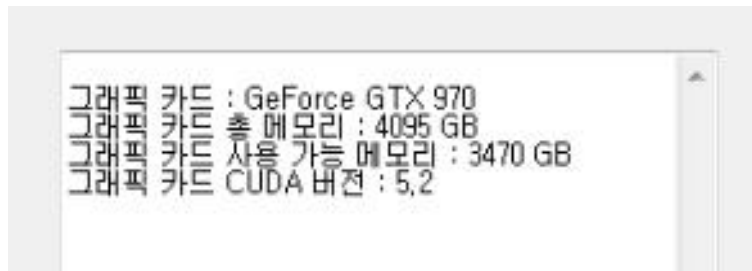 그래픽 카드 : GeForce GTX 970
그래픽 카드 총 메모리 : 4095 GB
그래픽 카드 사용 가능 메모리 : 3470 GB
그래픽 카드 CUDA 버전 : 5,2